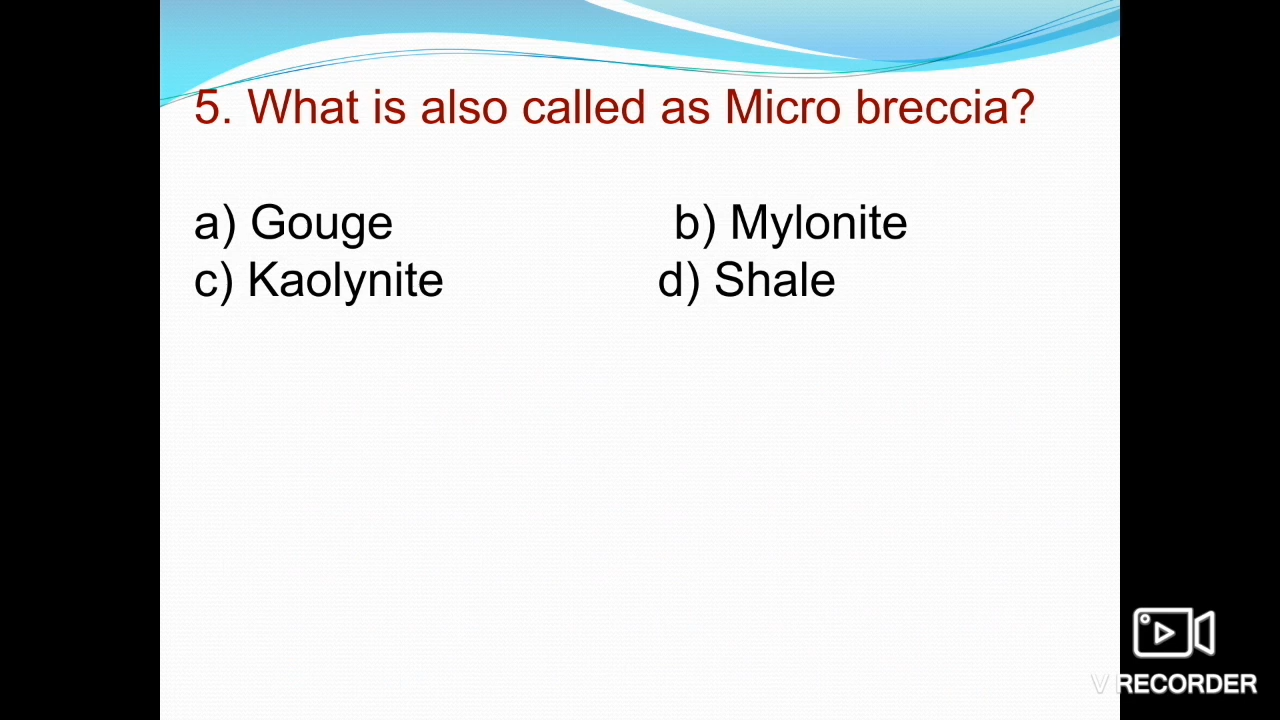 5. What is also called as Micro breccia?
a) Gouge b) Mylonite
c) Kaolynite d) Shale
V RECORDER